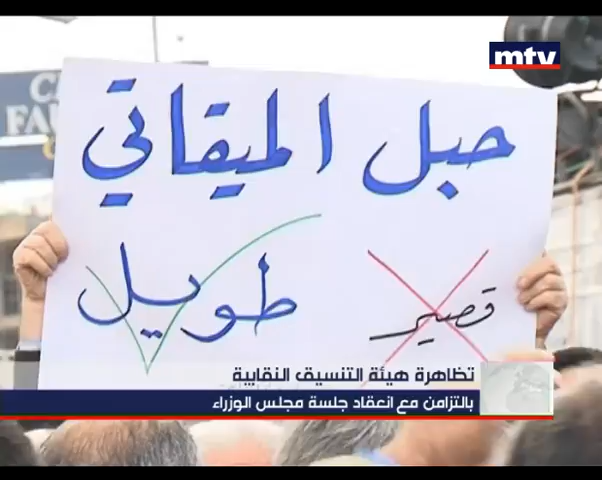 mtv
حبل الميقاتي
قصير طويل
تظاهرة هيئة التنسيق النقابية
بالتزامن مع انعقاد جلسة مجلس الوزراء